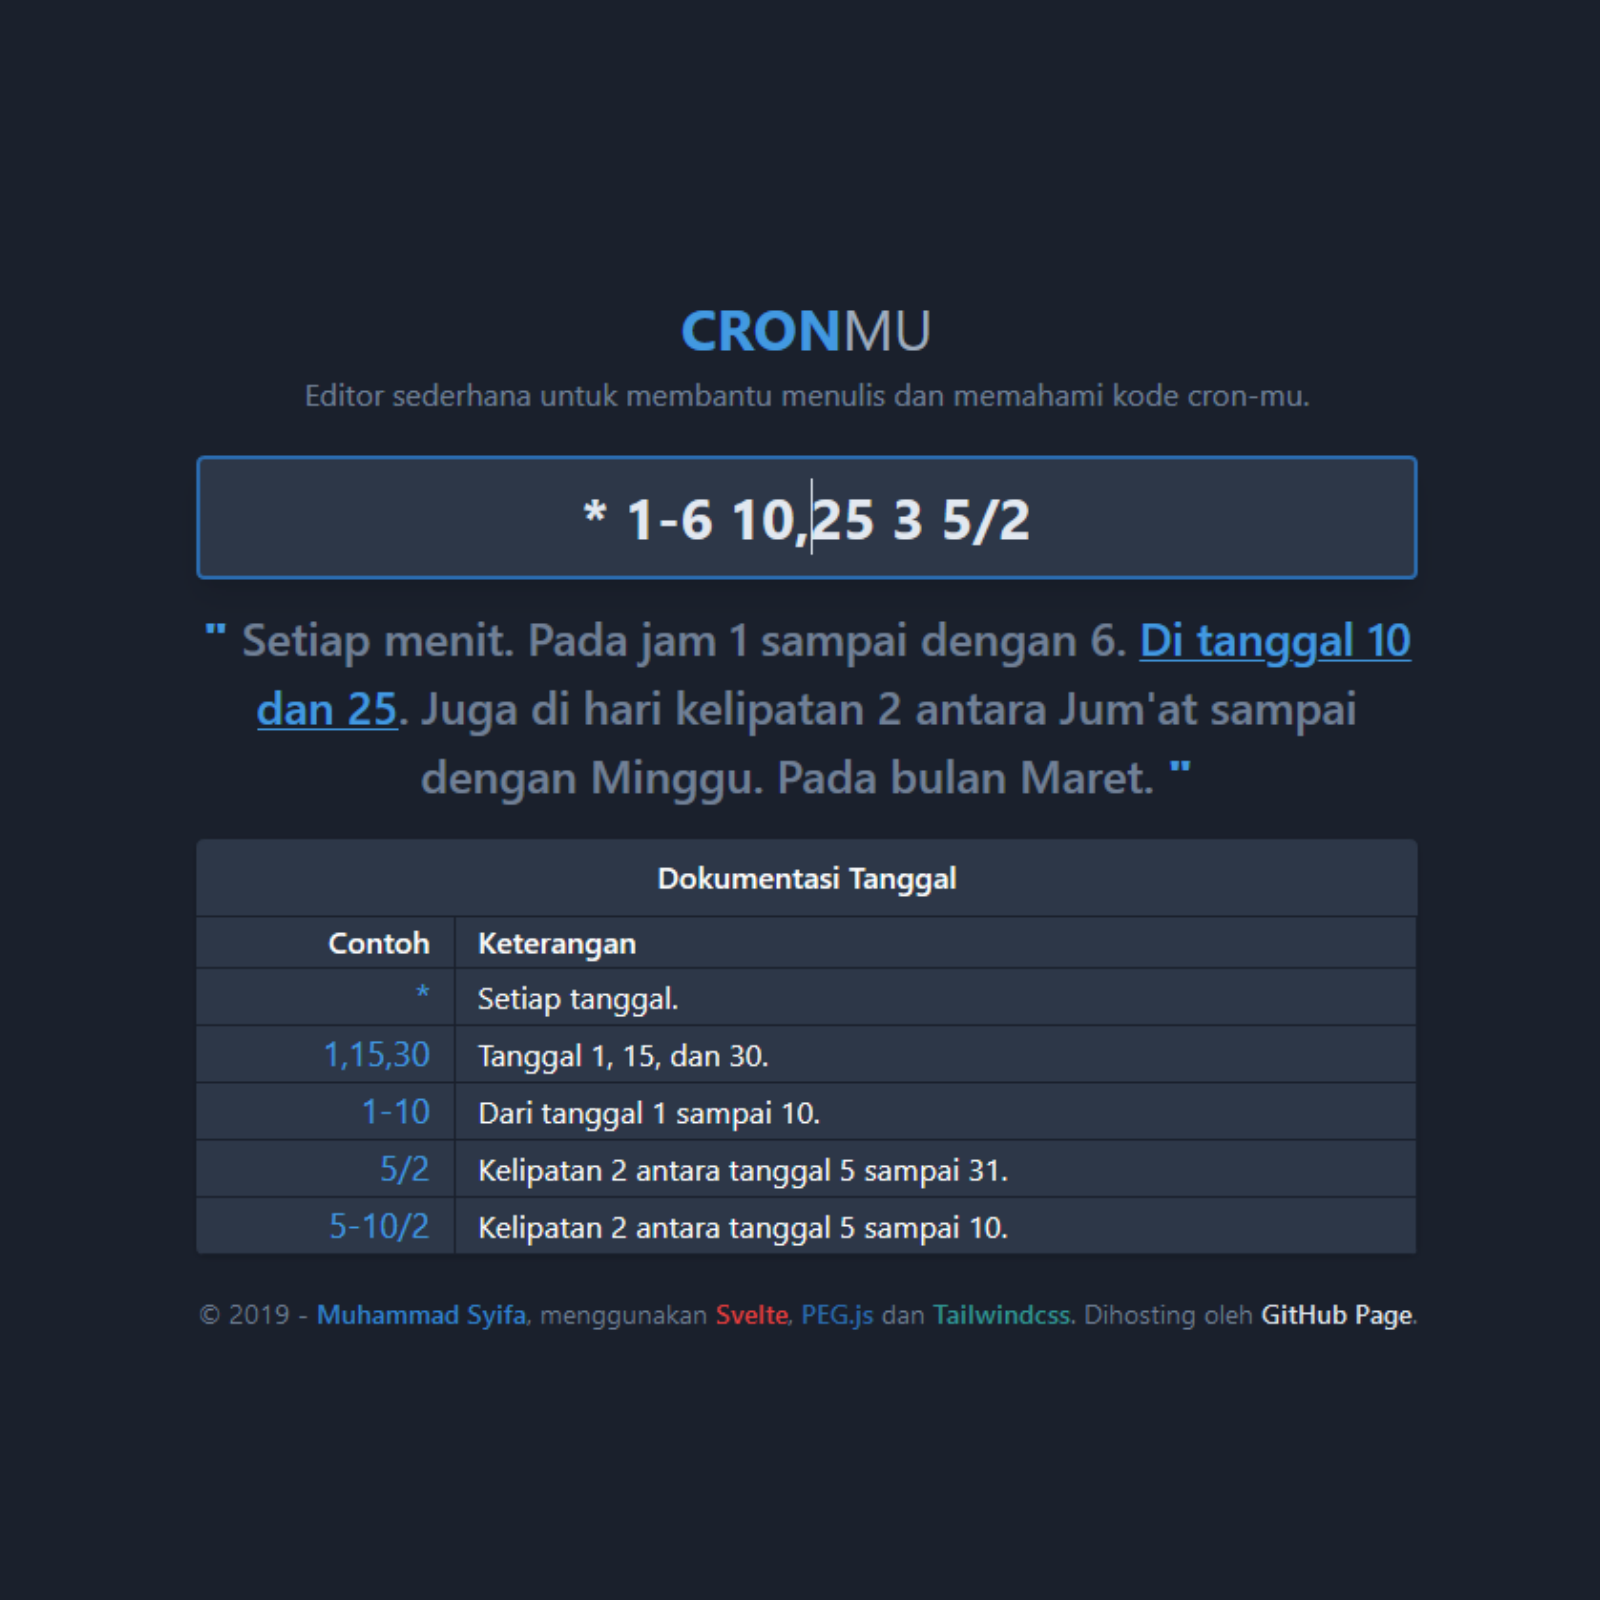 CRONMU
Editor sederhana untuk membantu menulis dan memahami kode cron-mu.
* 1-6 10,25 3 5/2
" Setiap menit. Pada jam 1 sampai dengan 6. Di tanggal 10
dan 25. Juga di hari kelipatan 2 antara Jum'at sampai
dengan Minggu. Pada bulan Maret. "
Dokumentasi Tanggal
Contoh Keterangan
* Setiap tanggal.
1,15,30 Tanggal 1, 15, dan 30.
1-10 Dari tanggal 1 sampai 10.
5/2 Kelipatan 2 antara tanggal 5 sampai 31.
5-10/2 Kelipatan 2 antara tanggal 5 sampai 10.
© 2019 - Muhammad Syifa, menggunakan Svelte, PEG.js dan Tailwindcss. Dihosting oleh GitHub Page.